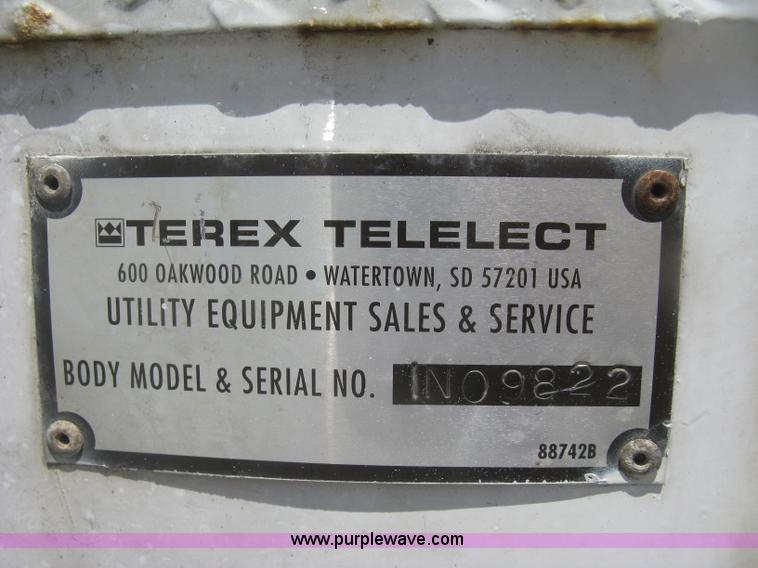 TEREX TELELECT
600 OAKWOOD ROAD • WATERTOWN, SD 57201 USA
UTILITY EQUIPMENT SALES & SERVICE
BODY MODEL & SERIAL NO. 1N09822
88742B
www.purplewave.com